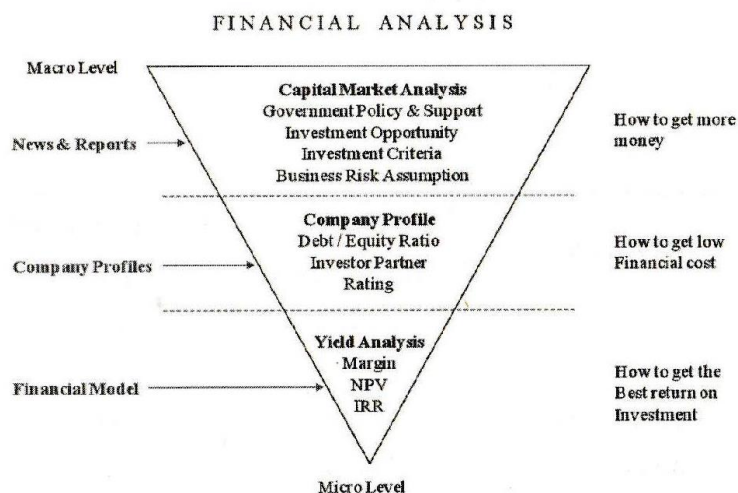 FINANCIAL ANALYSIS
Macro Level
Capital Market Analysis
Government Policy & Support
Investment Opportunity
Investment Criteria
Business Risk Assumption
News & Reports
How to get more
money
Company Profile
Debt / Equity Ratio
Investor Partner
Rating
Company Profiles
How to get low
Financial cost
Yield Analysis
Margin
NPV
IRR
Financial Model
How to get the
Best return on
Investment
Micro Level